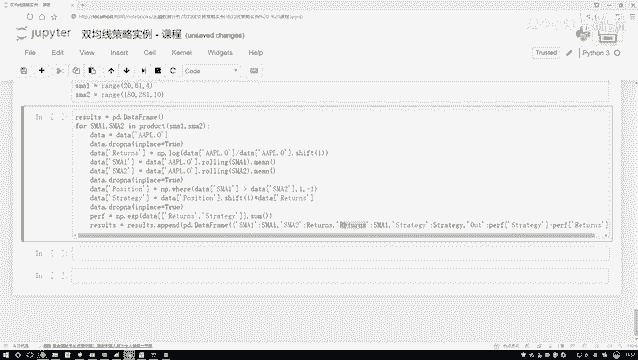 jupyter 双均线策略实例 - 课程 (unsaved changes)
File Edit View Insert Cell Kernel Widgets Help
Trusted Python 3
Code
sma1 = range(20,61,4)
sma2 = range(180,281,10)
In [ ]: results = pd.DataFrame()
for SMA1,SMA2 in product(sma1,sma2):
data = data['AAPL.O']
data.dropna(inplace=True)
data['Returns'] = np.log(data['AAPL.O']/data['AAPL.O'].shift(1))
data['SMA1'] = data['AAPL.O'].rolling(SMA1).mean()
data['SMA2'] = data['AAPL.O'].rolling(SMA2).mean()
data.dropna(inplace=True)
data['Position'] = np.where(data['SMA1'] > data['SMA2'],1,-1)
data['Strategy'] = data['Position'].shift(1)*data['Returns']
data.dropna(inplace=True)
perf = np.exp(data[['Returns','Strategy']].sum())
results = results.append(pd.DataFrame({'SMA1':SMA1,'SMA2':Returns,'Returns':SMA1,'Strategy':Strategy,'Out':perf['Strategy']-perf['Returns']
In [ ]:
In [ ]: